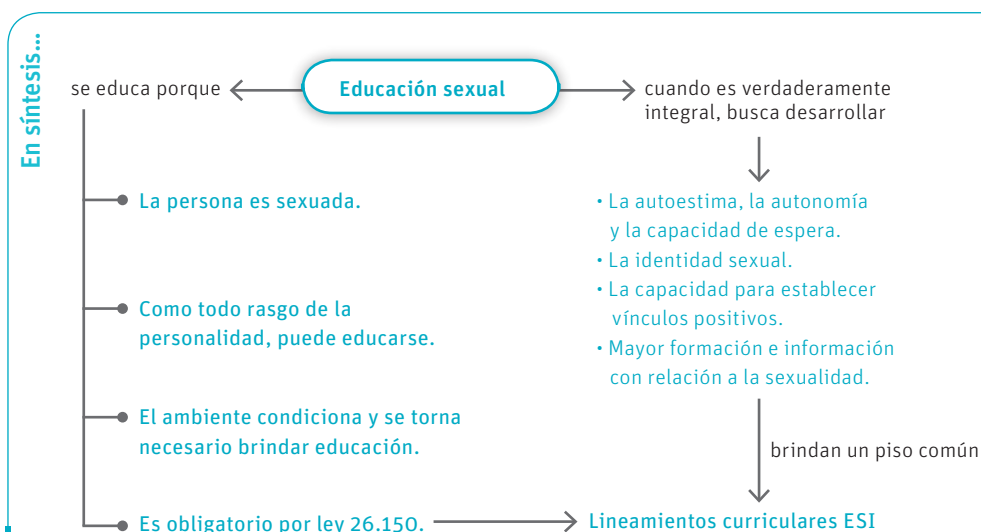 En síntesis...
Educación sexual
se educa porque
La persona es sexuada.
Como todo rasgo de la
personalidad, puede educarse.
El ambiente condiciona y se torna
necesario brindar educación.
Es obligatorio por ley 26.150.
cuando es verdaderamente
integral, busca desarrollar
• La autoestima, la autonomía
y la capacidad de espera.
• La identidad sexual.
• La capacidad para establecer
vínculos positivos.
• Mayor formación e información
con relación a la sexualidad.
brindan un piso común
Lineamientos curriculares ESI